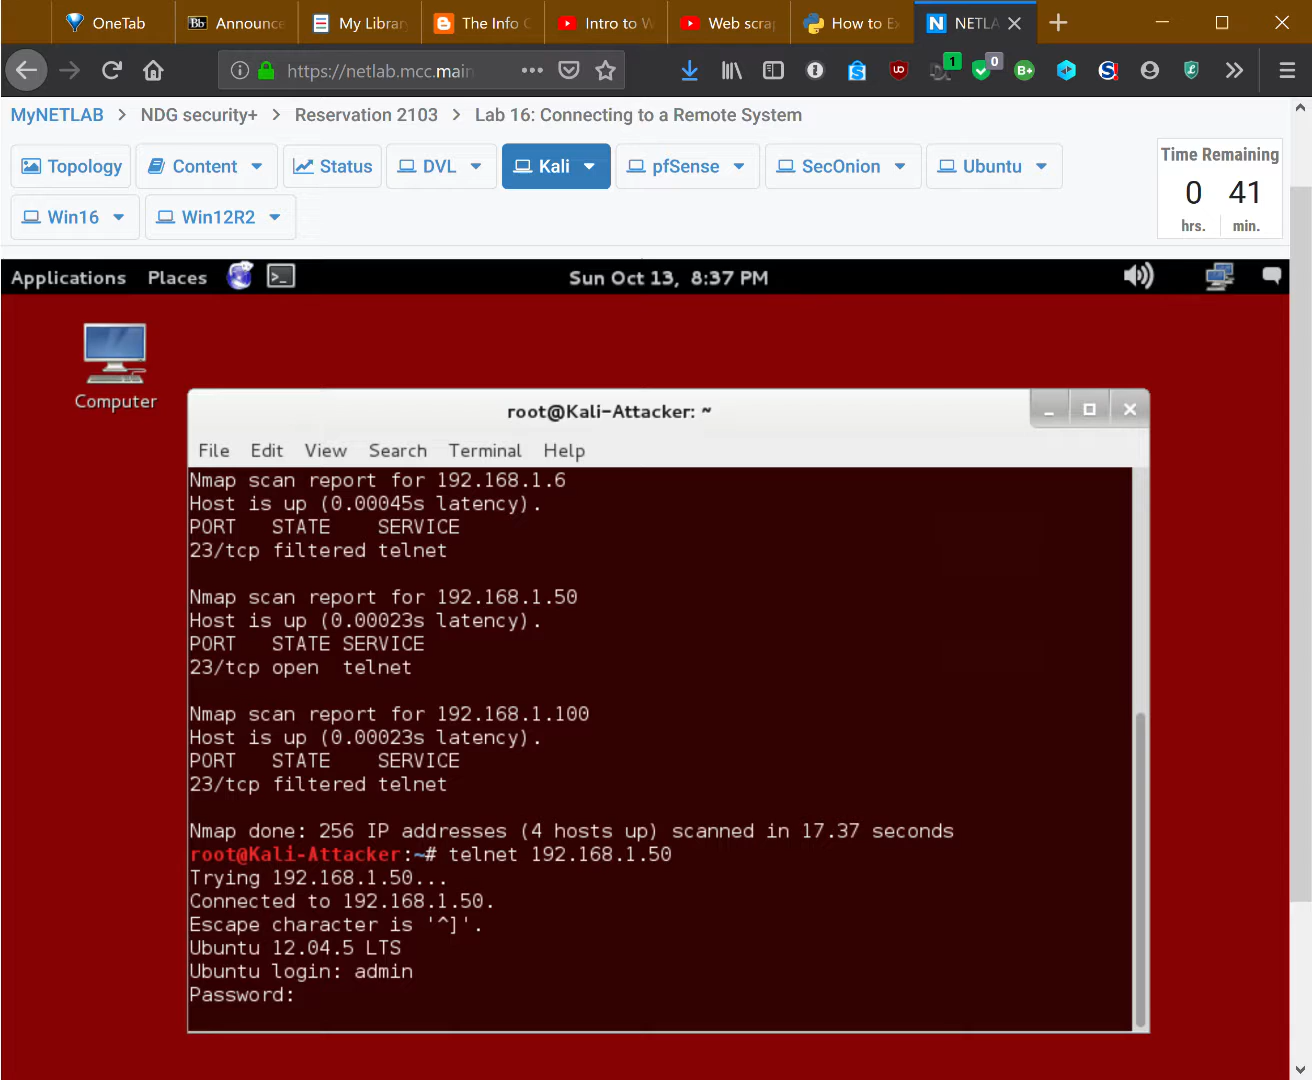 OneTab
Bb Announce
My Library
The Info C
Intro to W
Web scrap
How to Ex
N NETLA
https://netlab.mcc.main
1
0
MyNETLAB > NDG security+ > Reservation 2103 > Lab 16: Connecting to a Remote System
Topology
Content
Status
DVL
Kali
pfSense
SecOnion
Ubuntu
Win16
Win12R2
Time Remaining
0 41
hrs. min.
Applications Places
Sun Oct 13, 8:37 PM
Computer
root@Kali-Attacker: ~
File Edit View Search Terminal Help
Nmap scan report for 192.168.1.6
Host is up (0.00045s latency).
PORT   STATE    SERVICE
23/tcp filtered telnet
Nmap scan report for 192.168.1.50
Host is up (0.00023s latency).
PORT   STATE SERVICE
23/tcp open  telnet
Nmap scan report for 192.168.1.100
Host is up (0.00023s latency).
PORT   STATE    SERVICE
23/tcp filtered telnet
Nmap done: 256 IP addresses (4 hosts up) scanned in 17.37 seconds
root@Kali-Attacker:~# telnet 192.168.1.50
Trying 192.168.1.50...
Connected to 192.168.1.50.
Escape character is '^]'.
Ubuntu 12.04.5 LTS
Ubuntu login: admin
Password: